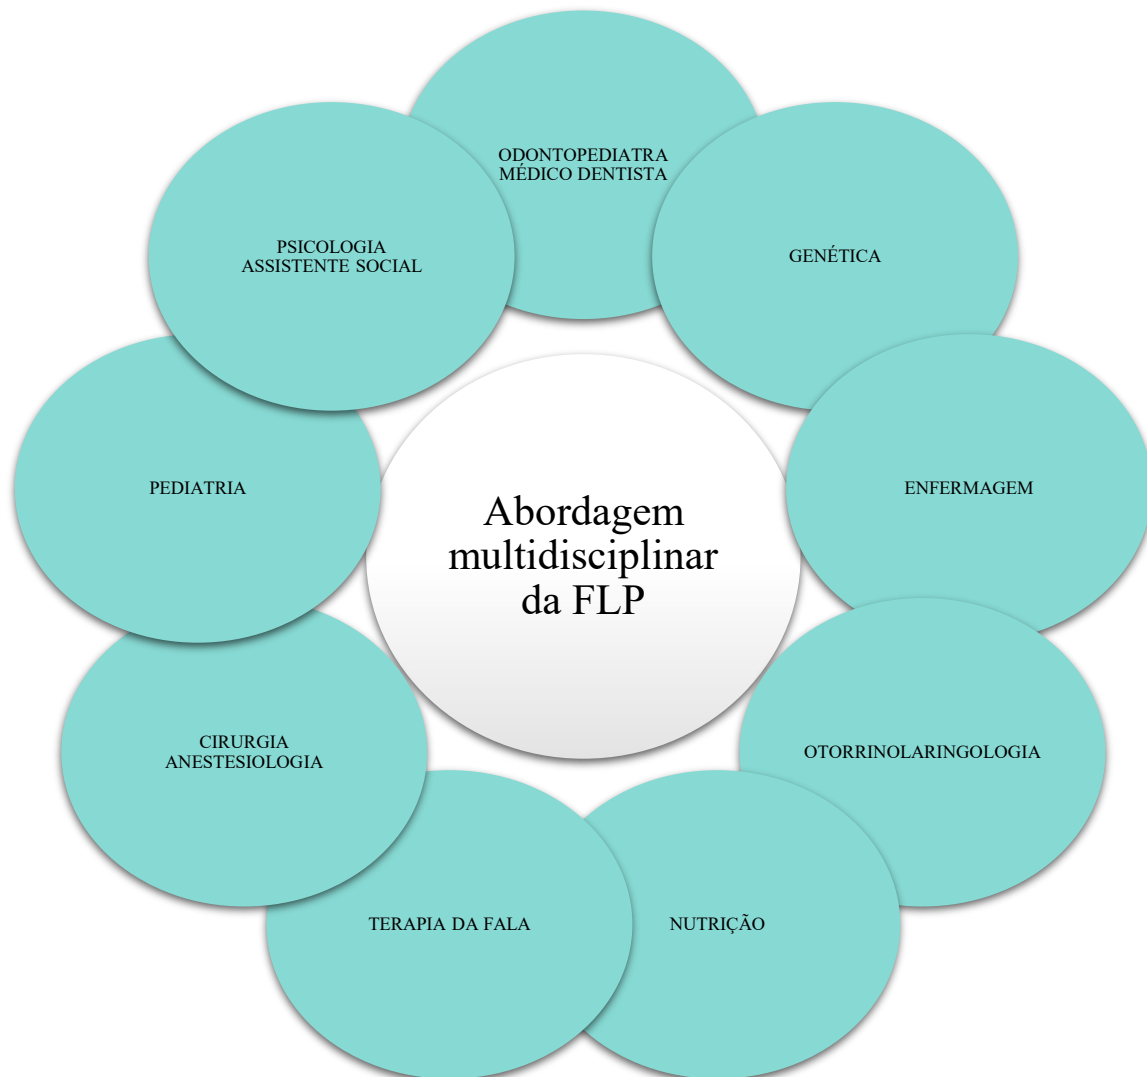 ODONTOPEDIATRA
MÉDICO DENTISTA
PSICOLOGIA
ASSISTENTE SOCIAL
GENÉTICA
PEDIATRIA
ENFERMAGEM
Abordagem
multidisciplinar
da FLP
CIRURGIA
ANESTESIOLOGIA
OTORRINOLARINGOLOGIA
TERAPIA DA FALA
NUTRIÇÃO